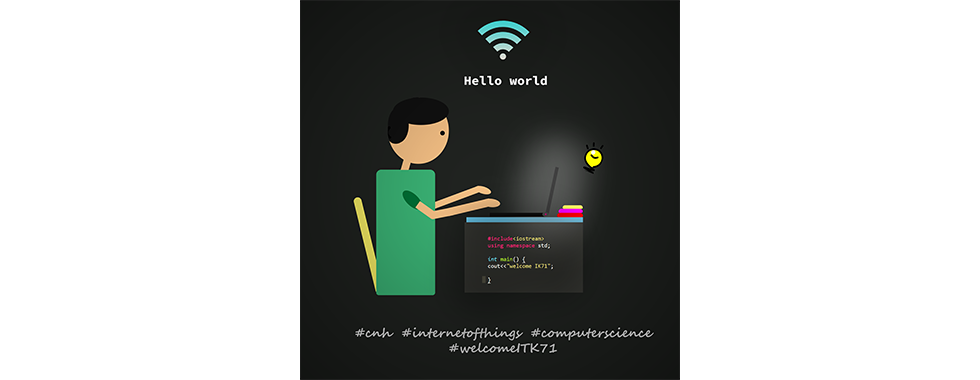 Hello world
#include<iostream>
using namespace std;
int main() {
cout<<"welcome IK71";
}
#cnh #internetofthings #computerscience
#welcomeITK71